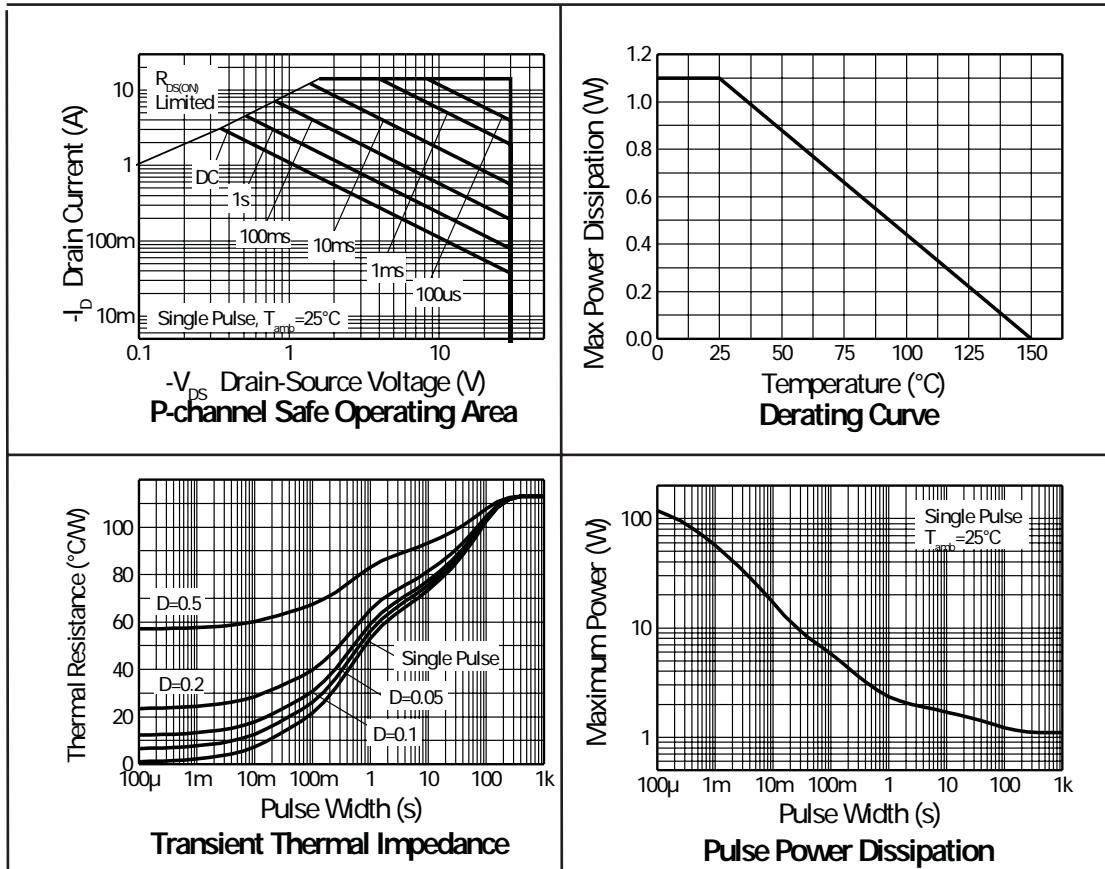 10
1
100m
10m
-I_D Drain Current (A)
R_DS(ON)
Limited
DC
1s
100ms
10ms
1ms
100us
Single Pulse, T_amb=25°C
0.1 1 10
-V_DS Drain-Source Voltage (V)
P-channel Safe Operating Area
1.2
1.0
0.8
0.6
0.4
0.2
0.0
Max Power Dissipation (W)
0 25 50 75 100 125 150
Temperature (°C)
Derating Curve
100
80
60
40
20
0
Thermal Resistance (°C/W)
D=0.5
D=0.2
Single Pulse
D=0.05
D=0.1
100µ 1m 10m 100m 1 10 100 1k
Pulse Width (s)
Transient Thermal Impedance
100
10
1
Maximum Power (W)
Single Pulse
T_amb=25°C
100µ 1m 10m 100m 1 10 100 1k
Pulse Width (s)
Pulse Power Dissipation